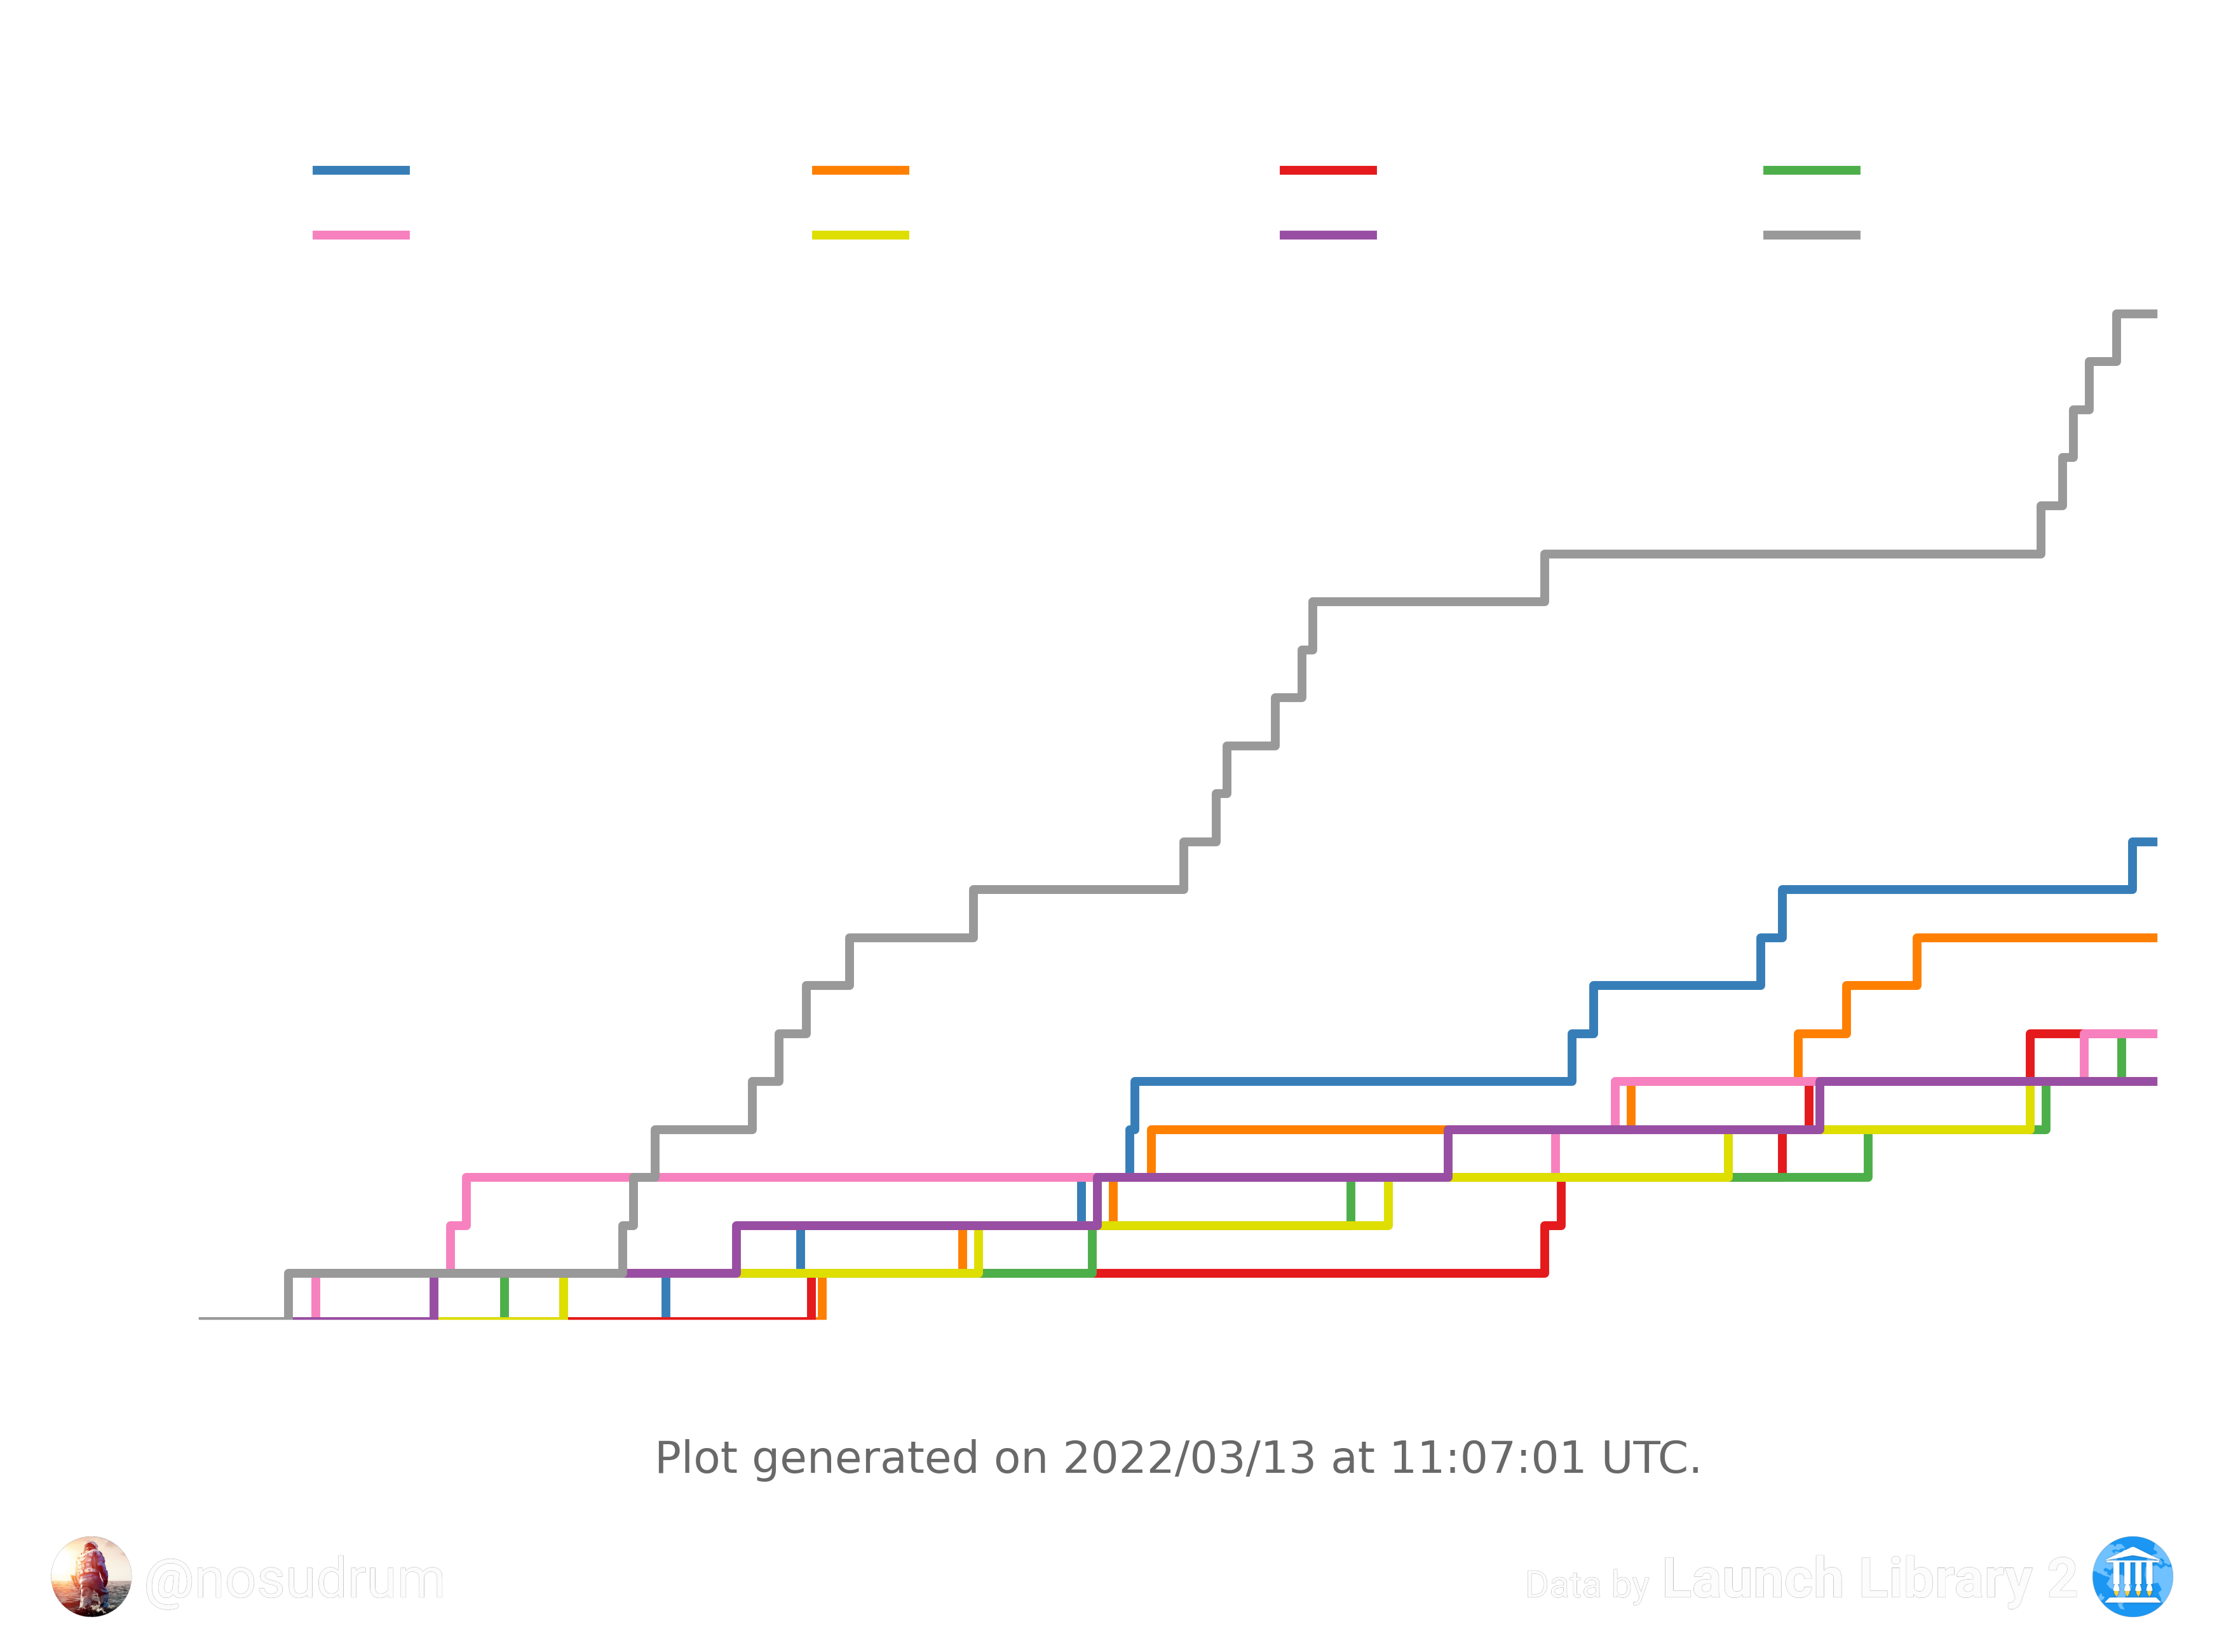 Plot generated on 2022/03/13 at 11:07:01 UTC.
@nosudrum
Data by Launch Library 2